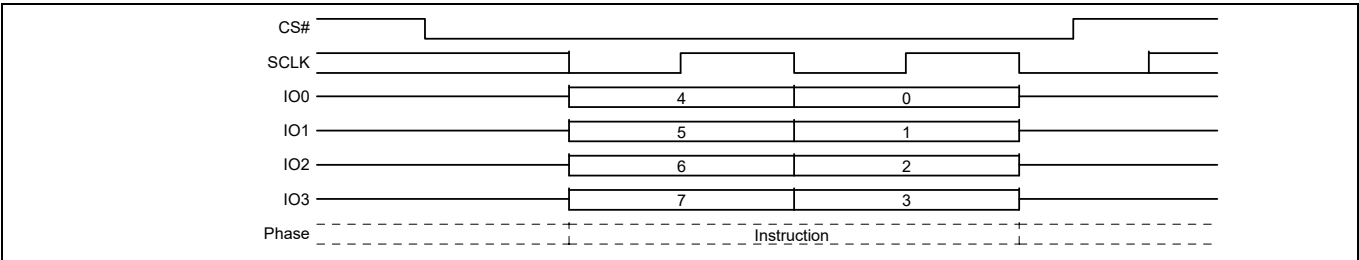 CS#
SCLK
IO0 4 0
IO1 5 1
IO2 6 2
IO3 7 3
Phase Instruction